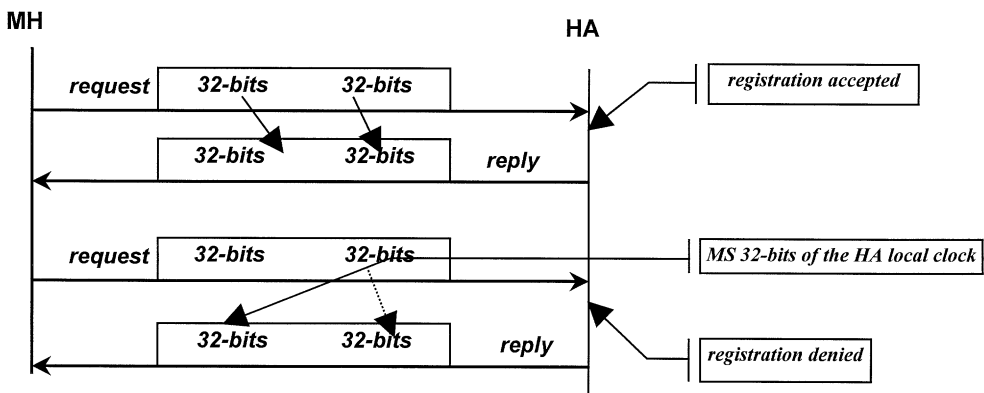 MH
HA
request 32-bits 32-bits
registration accepted
32-bits 32-bits reply
request 32-bits 32-bits
MS 32-bits of the HA local clock
32-bits 32-bits reply
registration denied